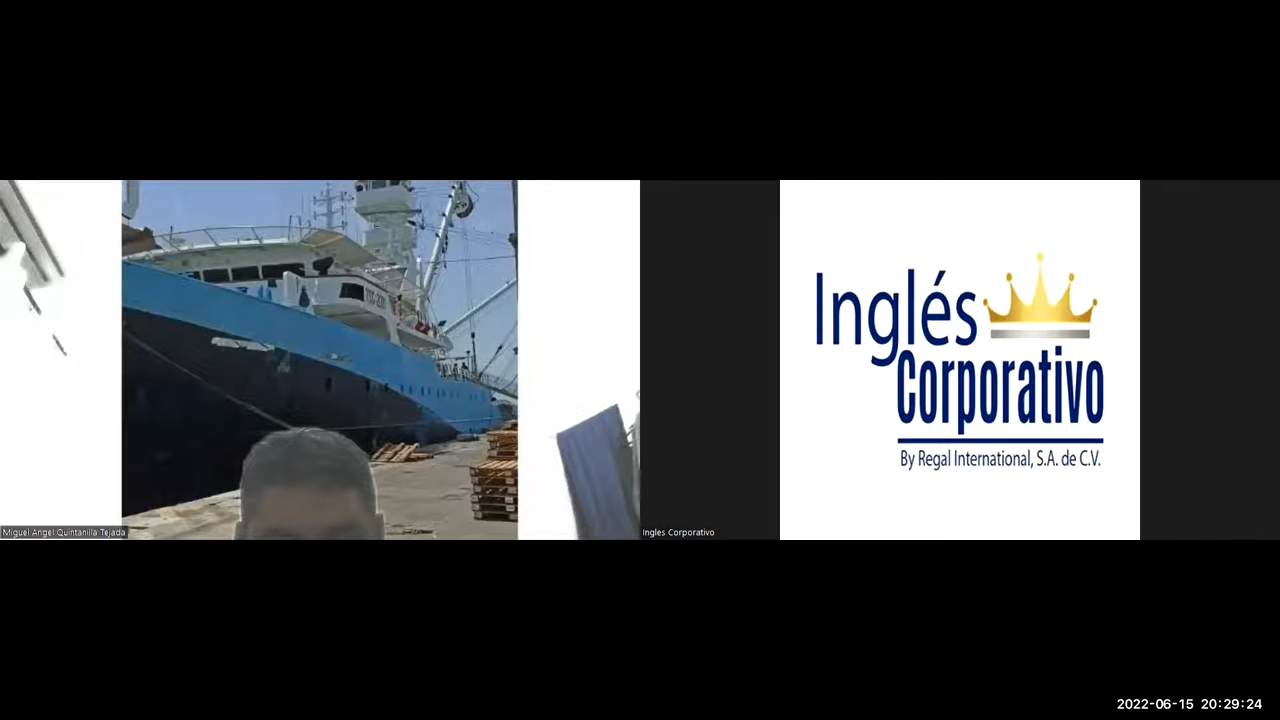 Inglés
Corporativo
By Regal International, S.A. de C.V.
Miguel Angel Quintanilla Tejada
Ingles Corporativo
2022-06-15 20:29:24